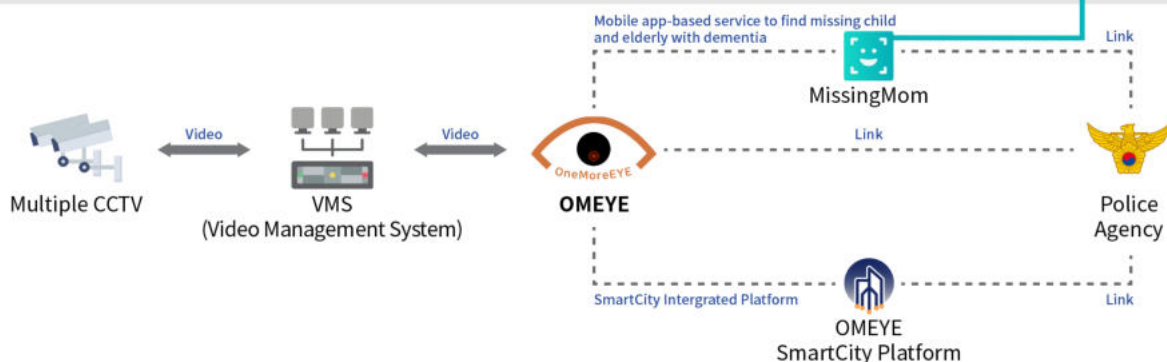 Mobile app-based service to find missing child
and elderly with dementia
Link
MissingMom
Video
Video
Link
OneMoreEYE
Multiple CCTV
VMS
(Video Management System)
OMEYE
Police
Agency
SmartCity Intergrated Platform
Link
OMEYE
SmartCity Platform